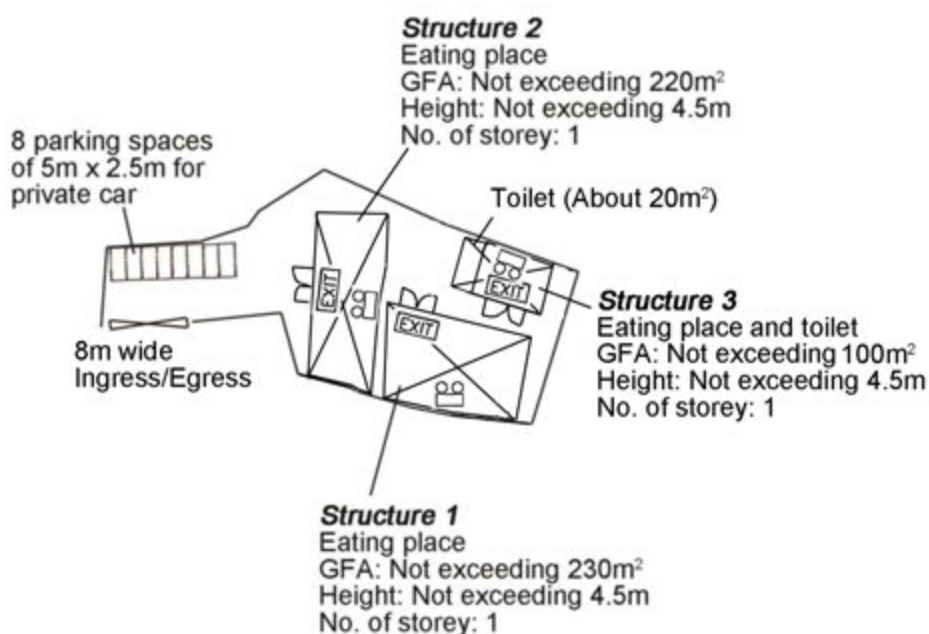 Structure 2
Eating place
GFA: Not exceeding 220m²
Height: Not exceeding 4.5m
No. of storey: 1
8 parking spaces
of 5m x 2.5m for
private car
Toilet (About 20m²)
EXIT
EXIT
EXIT
Structure 3
Eating place and toilet
GFA: Not exceeding 100m²
Height: Not exceeding 4.5m
No. of storey: 1
8m wide
Ingress/Egress
Structure 1
Eating place
GFA: Not exceeding 230m²
Height: Not exceeding 4.5m
No. of storey: 1